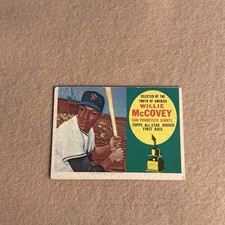 SELECTED BY THE
YOUTH OF AMERICA
WILLIE
McCOVEY
SAN FRANCISCO GIANTS
TOPPS ALL-STAR ROOKIE
FIRST BASE